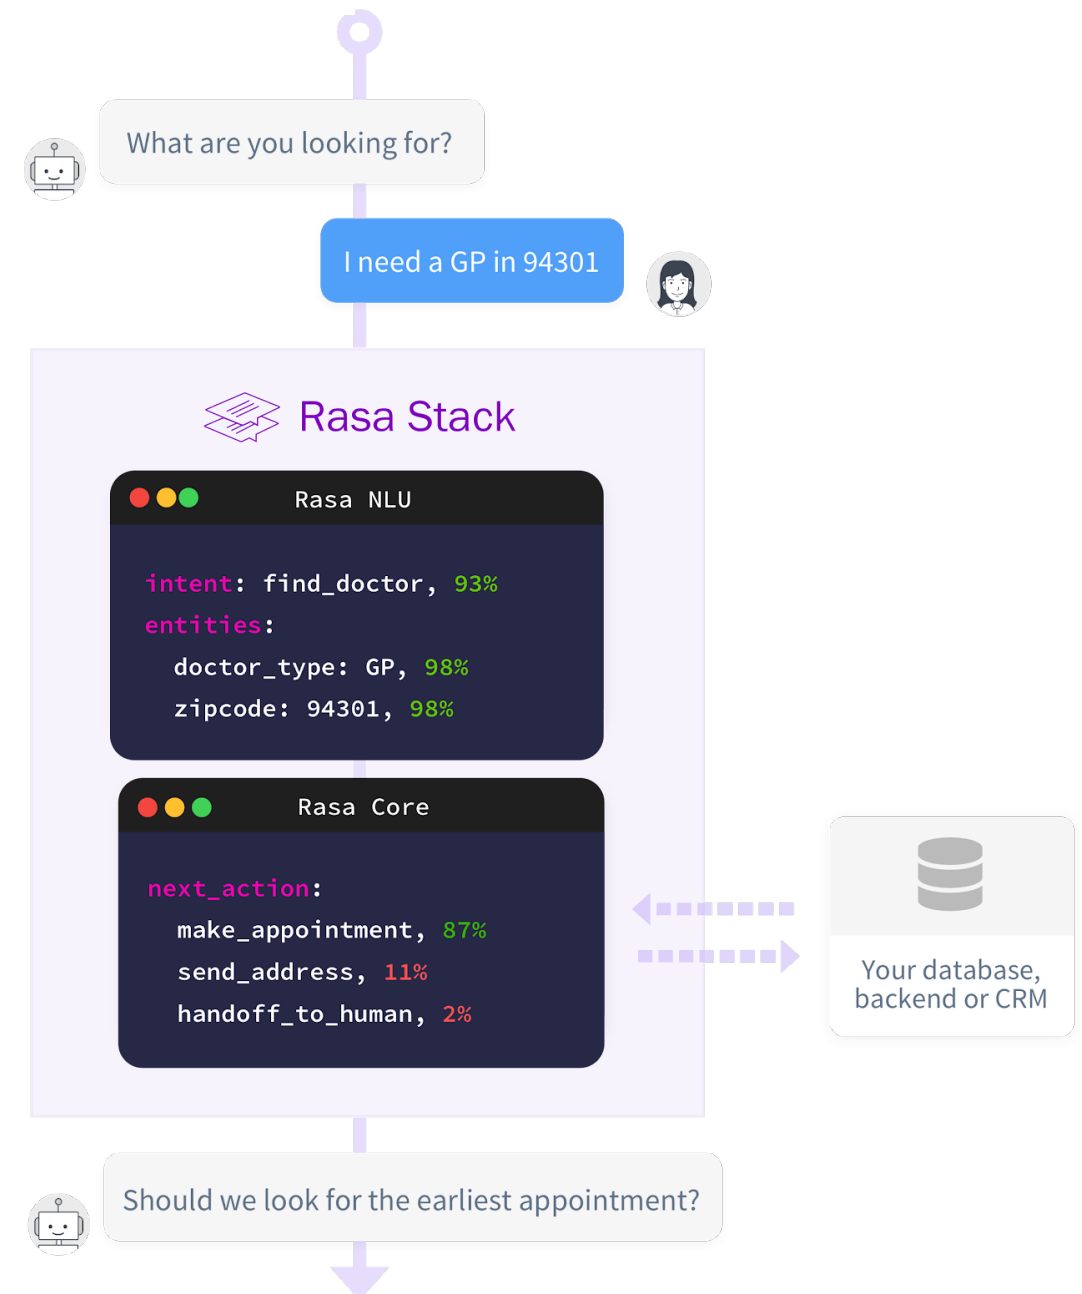 What are you looking for?
I need a GP in 94301
Rasa Stack
Rasa NLU
intent: find_doctor, 93%
entities:
doctor_type: GP, 98%
zipcode: 94301, 98%
Rasa Core
next_action:
make_appointment, 87%
send_address, 11%
handoff_to_human, 2%
Your database,
backend or CRM
Should we look for the earliest appointment?